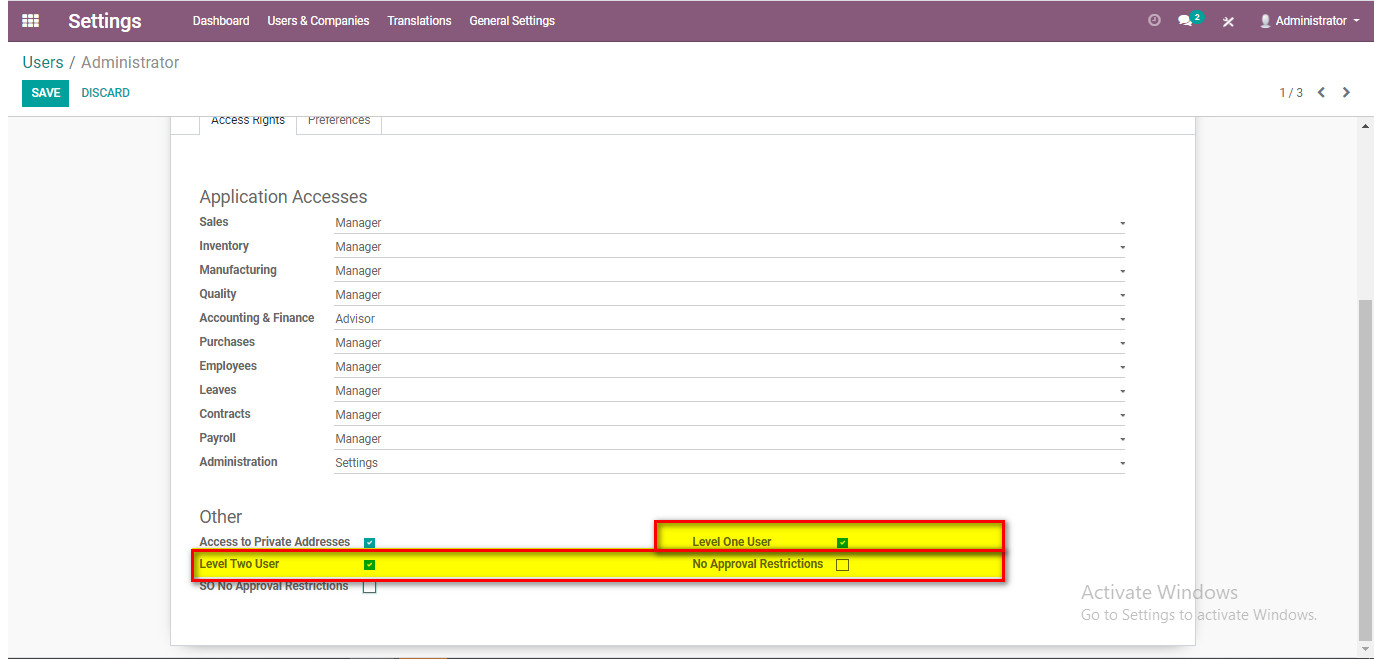 Settings Dashboard Users & Companies Translations General Settings 2 Administrator
Users / Administrator
SAVE DISCARD 1 / 3
Access Rights Preferences
Application Accesses
Sales Manager
Inventory Manager
Manufacturing Manager
Quality Manager
Accounting & Finance Advisor
Purchases Manager
Employees Manager
Leaves Manager
Contracts Manager
Payroll Manager
Administration Settings
Other
Access to Private Addresses Level One User
Level Two User No Approval Restrictions
SO No Approval Restrictions
Activate Windows
Go to Settings to activate Windows.